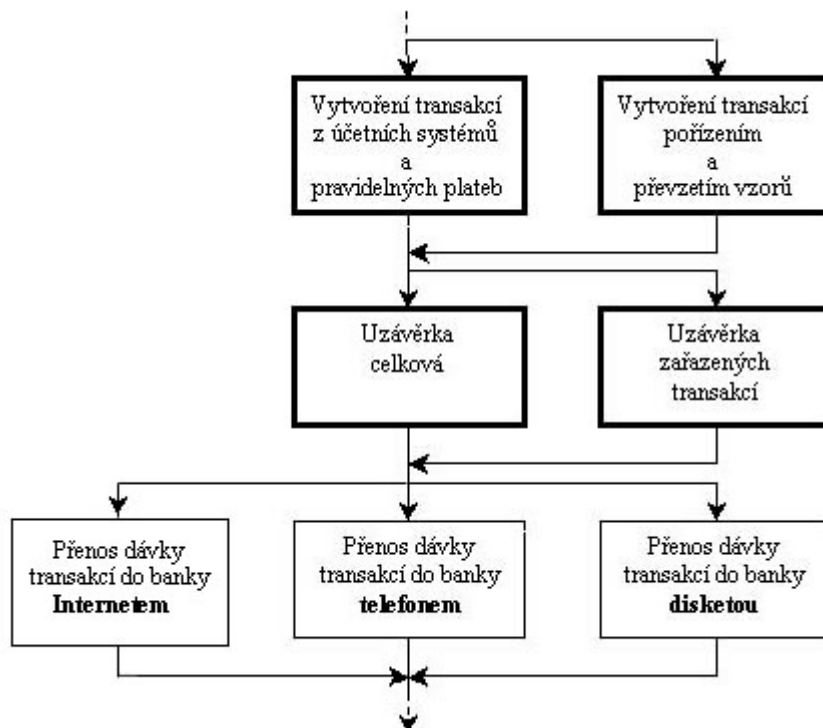 Vytvoření transakcí
z účetních systémů
a
pravidelných plateb
Vytvoření transakcí
pořízením
a
převzetím vzorů
Uzávěrka
celková
Uzávěrka
zařazených
transakcí
Přenos dávky
transakcí do banky
Internetem
Přenos dávky
transakcí do banky
telefonem
Přenos dávky
transakcí do banky
disketou